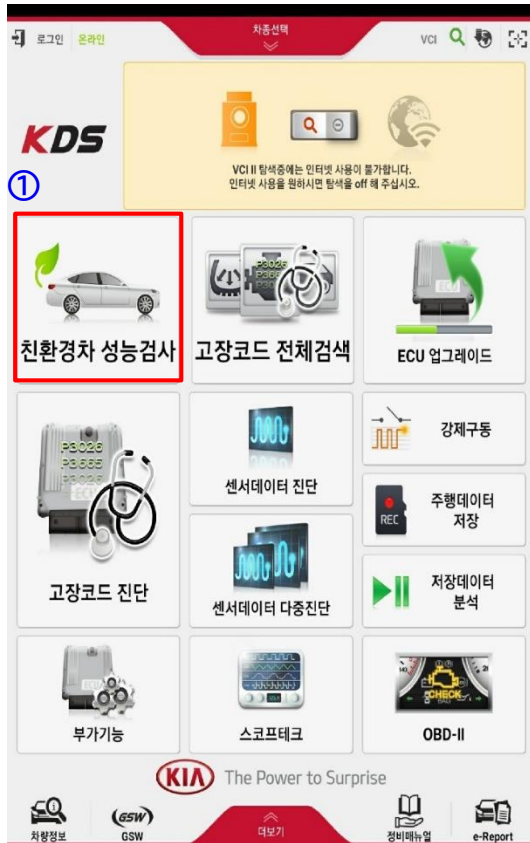 로그인 온라인
차종선택
VCI
KDS
VCI II 탐색중에는 인터넷 사용이 불가합니다.
인터넷 사용을 원하시면 탐색을 off 해 주십시오.
①
친환경차 성능검사
고장코드 전체검색
ECU 업그레이드
P3026
P3665
P3026
고장코드 진단
센서데이터 진단
센서데이터 다중진단
강제구동
REC
주행데이터
저장
저장데이터
분석
부가기능
스코프테크
CHECK
OBD-II
KIA The Power to Surprise
차량정보
(GSW)
GSW
더보기
정비매뉴얼
e-Report